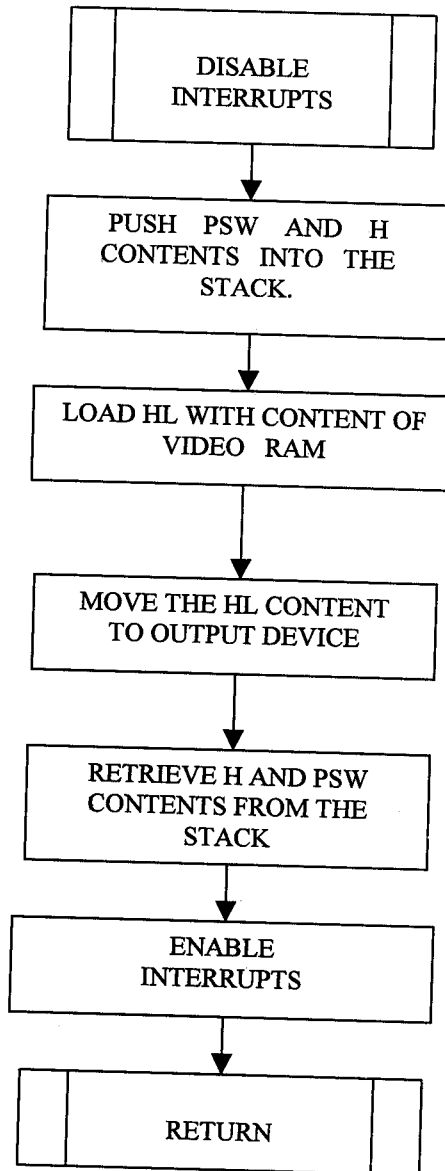 DISABLE
INTERRUPTS
PUSH PSW AND H
CONTENTS INTO THE
STACK.
LOAD HL WITH CONTENT OF
VIDEO RAM
MOVE THE HL CONTENT
TO OUTPUT DEVICE
RETRIEVE H AND PSW
CONTENTS FROM THE
STACK
ENABLE
INTERRUPTS
RETURN